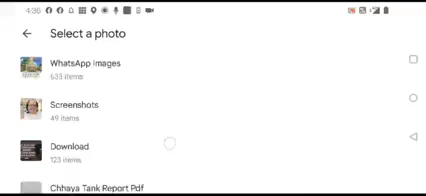 4:36
Select a photo
WhatsApp Images
633 items
Screenshots
49 items
Download
123 items
Chhaya Tank Report Pdf